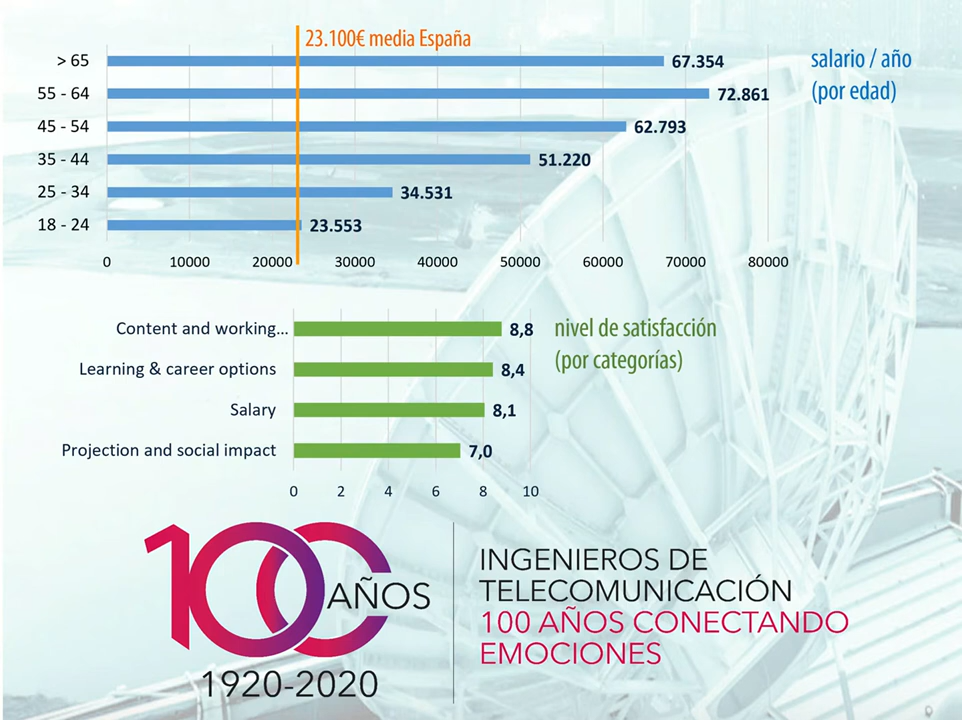 23.100€ media España
> 65
67.354
salario / año
(por edad)
55 - 64
72.861
45 - 54
62.793
35 - 44
51.220
25 - 34
34.531
18 - 24
23.553
0 10000 20000 30000 40000 50000 60000 70000 80000
Content and working...
8,8
nivel de satisfacción
(por categorías)
Learning & career options
8,4
Salary
8,1
Projection and social impact
7,0
0 2 4 6 8 10
100
AÑOS
1920-2020
INGENIEROS DE
TELECOMUNICACIÓN
100 AÑOS CONECTANDO
EMOCIONES